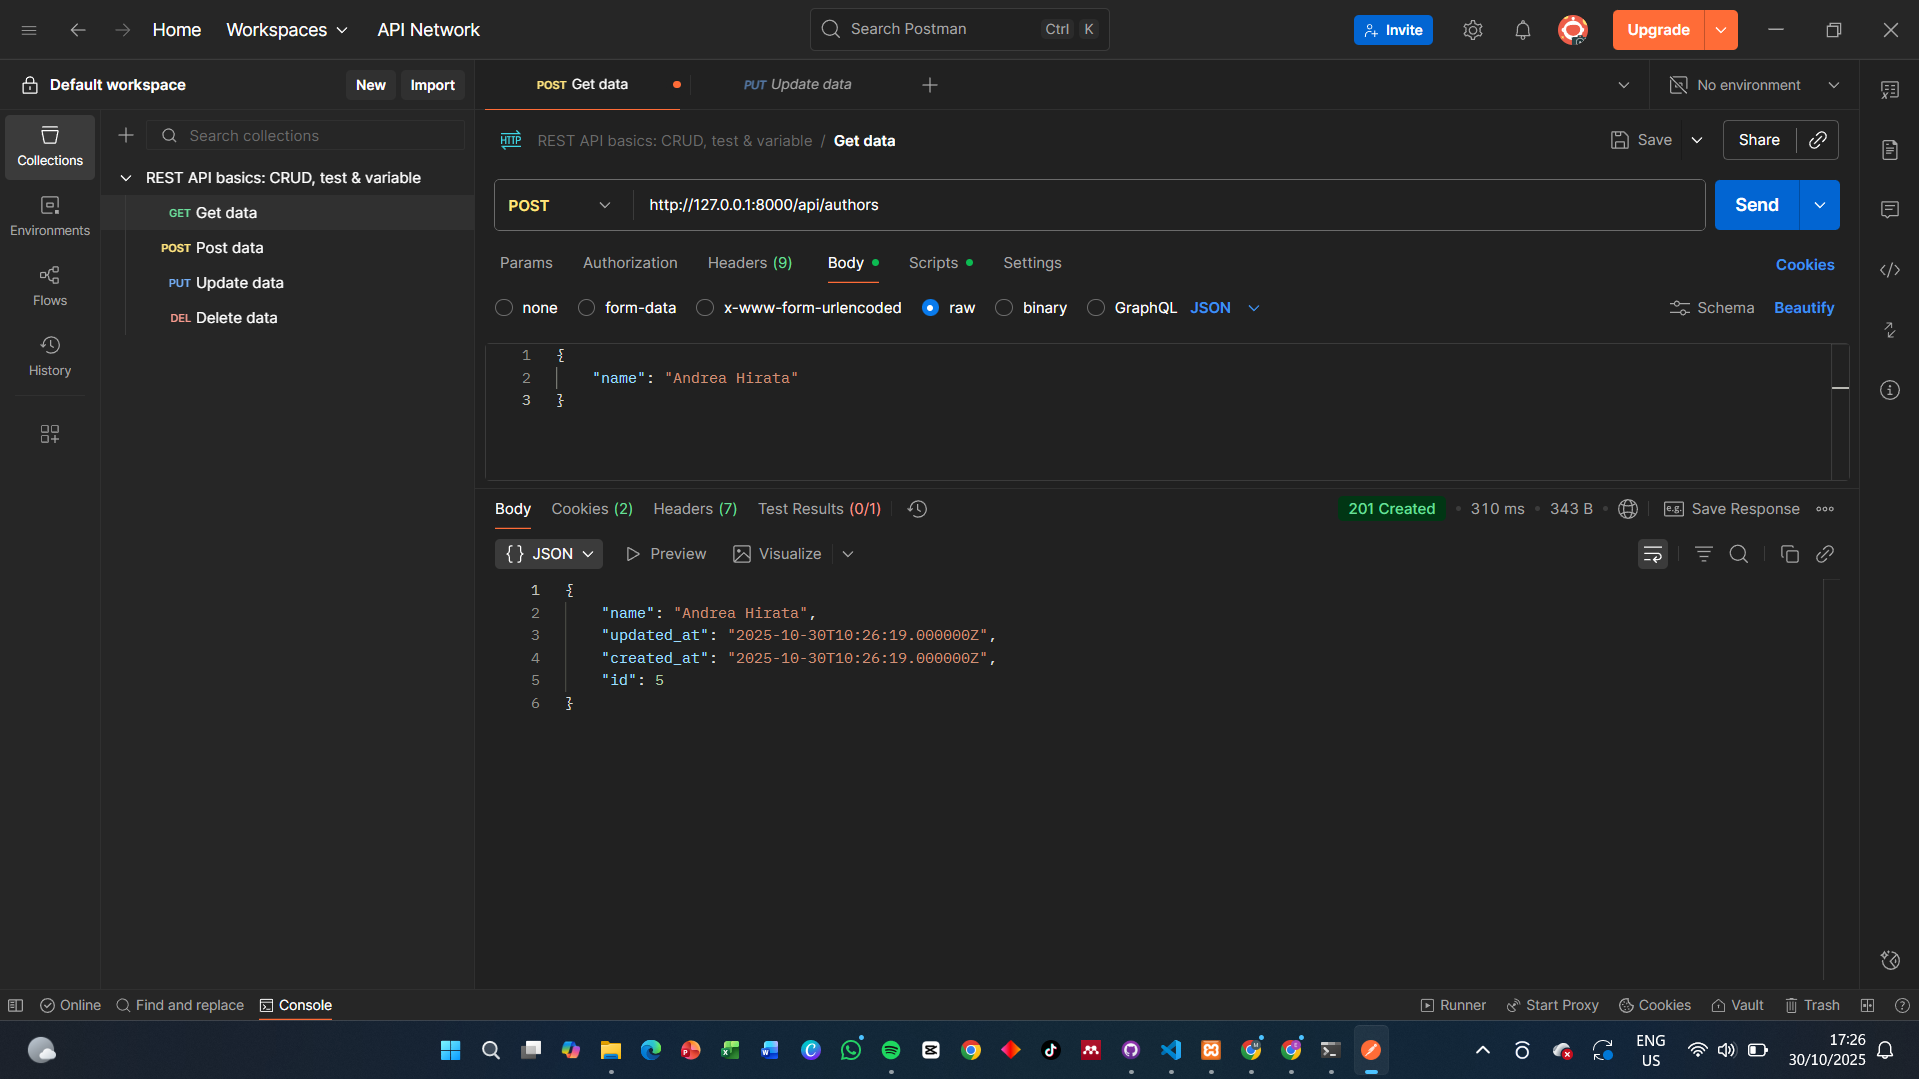 Home Workspaces API Network Search Postman Ctrl K Invite Upgrade
Default workspace New Import POST Get data PUT Update data No environment
Search collections
REST API basics: CRUD, test & variable / Get data Save Share
Collections
REST API basics: CRUD, test & variable
GET Get data
POST Post data
PUT Update data
DEL Delete data
Environments
Flows
History
POST http://127.0.0.1:8000/api/authors Send
Params Authorization Headers (9) Body Scripts Settings Cookies
none form-data x-www-form-urlencoded raw binary GraphQL JSON Schema Beautify
1 {
2 "name": "Andrea Hirata"
3 }
Body Cookies (2) Headers (7) Test Results (0/1) 201 Created 310 ms 343 B e.g. Save Response
{} JSON Preview Visualize
1 {
2 "name": "Andrea Hirata",
3 "updated_at": "2025-10-30T10:26:19.000000Z",
4 "created_at": "2025-10-30T10:26:19.000000Z",
5 "id": 5
6 }
Online Find and replace Console Runner Start Proxy Cookies Vault Trash
ENG
US
17:26
30/10/2025